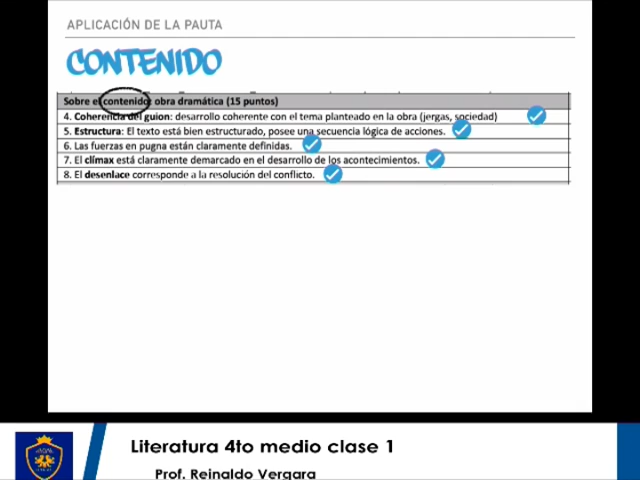 APLICACIÓN DE LA PAUTA
CONTENIDO
Sobre el contenido: obra dramática (15 puntos)
4. Coherencia del guion: desarrollo coherente con el tema planteado en la obra (jergas, sociedad)
5. Estructura: El texto está bien estructurado, posee una secuencia lógica de acciones.
6. Las fuerzas en pugna están claramente definidas.
7. El clímax está claramente demarcado en el desarrollo de los acontecimientos.
8. El desenlace corresponde a la resolución del conflicto.
Literatura 4to medio clase 1
Prof. Reinaldo Vergara